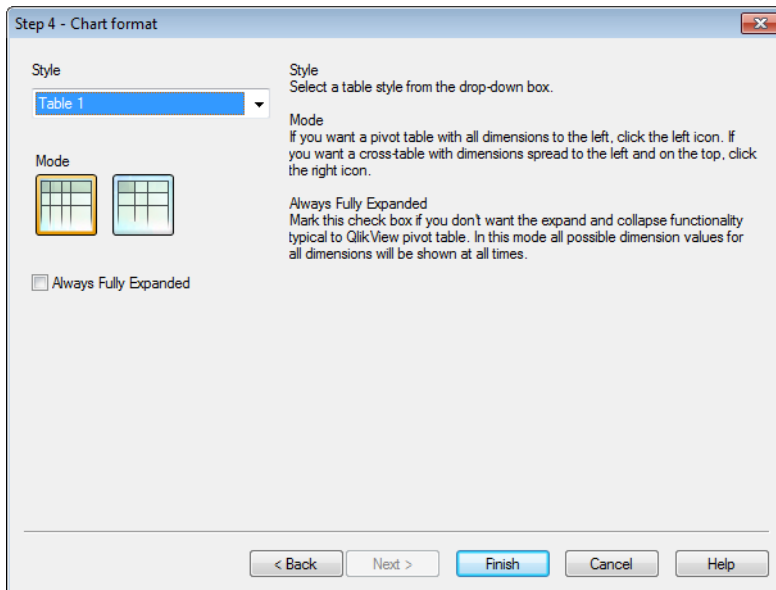 Step 4 - Chart format
Style
Table 1
Mode
Always Fully Expanded
Style
Select a table style from the drop-down box.
Mode
If you want a pivot table with all dimensions to the left, click the left icon. If
you want a cross-table with dimensions spread to the left and on the top, click
the right icon.
Always Fully Expanded
Mark this check box if you don't want the expand and collapse functionality
typical to QlikView pivot table. In this mode all possible dimension values for
all dimensions will be shown at all times.
< Back
Next >
Finish
Cancel
Help